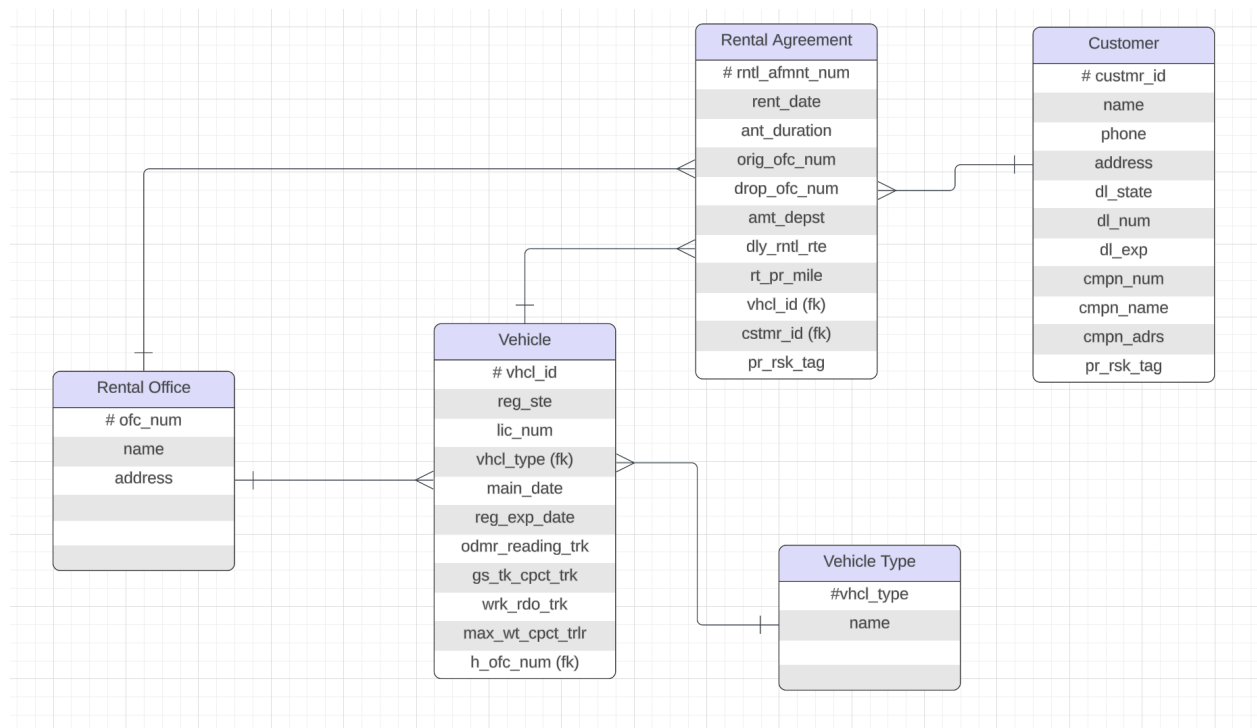 Rental Agreement
# rntl_afmnt_num
rent_date
ant_duration
orig_ofc_num
drop_ofc_num
amt_depst
dly_rntl_rte
rt_pr_mile
vhcl_id (fk)
cstmr_id (fk)
pr_rsk_tag
Customer
# custmr_id
name
phone
address
dl_state
dl_num
dl_exp
cmpn_num
cmpn_name
cmpn_adrs
pr_rsk_tag
Rental Office
# ofc_num
name
address
Vehicle
# vhcl_id
reg_ste
lic_num
vhcl_type (fk)
main_date
reg_exp_date
odmr_reading_trk
gs_tk_cpct_trk
wrk_rdo_trk
max_wt_cpct_trlr
h_ofc_num (fk)
Vehicle Type
#vhcl_type
name